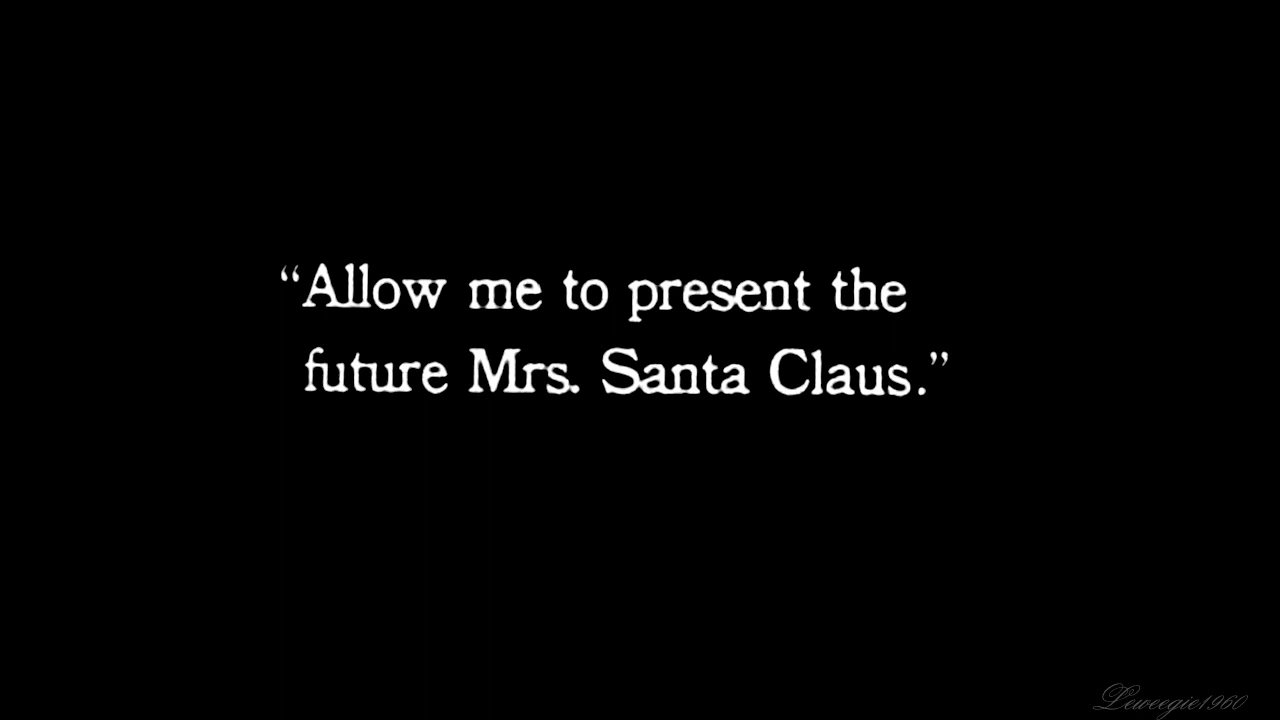 “Allow me to present the
future Mrs. Santa Claus.”
Leweegie1960